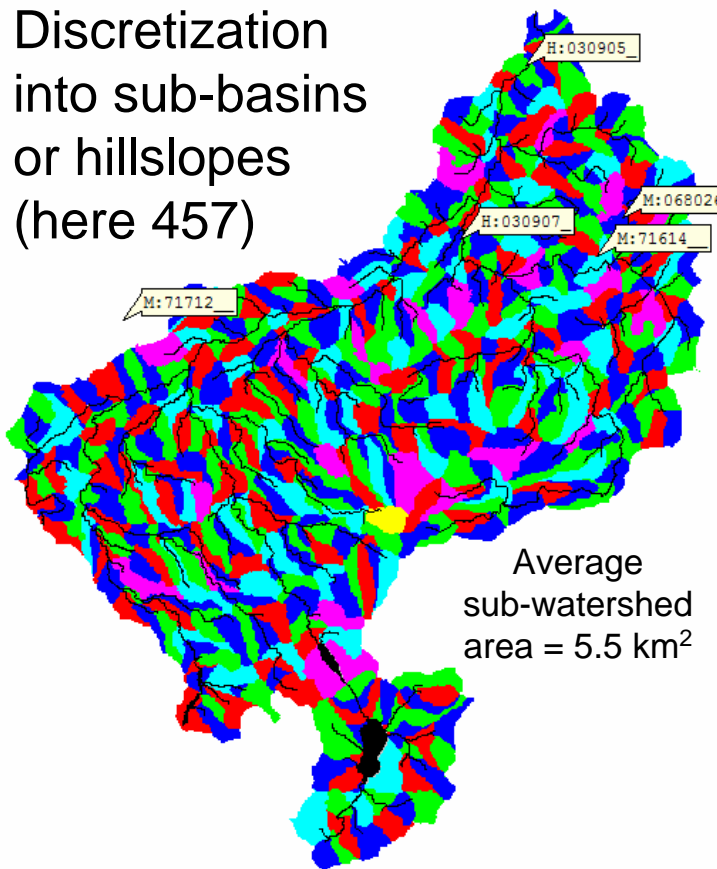 Discretization
into sub-basins
or hillslopes
(here 457)
H:030905_
M:068026
H:030907_
M:71614__
M:71712__
Average
sub-watershed
area = 5.5 km²